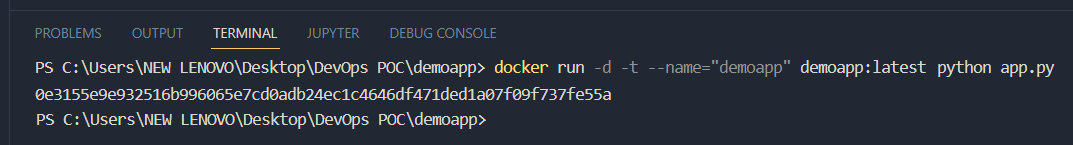 PROBLEMS OUTPUT TERMINAL JUPYTER DEBUG CONSOLE
PS C:\Users\NEW LENOVO\Desktop\DevOps POC\demoapp> docker run -d -t --name="demoapp" demoapp:latest python app.py
0e3155e9e932516b996065e7cd0adb24ec1c4646df471ded1a07f09f737fe55a
PS C:\Users\NEW LENOVO\Desktop\DevOps POC\demoapp>